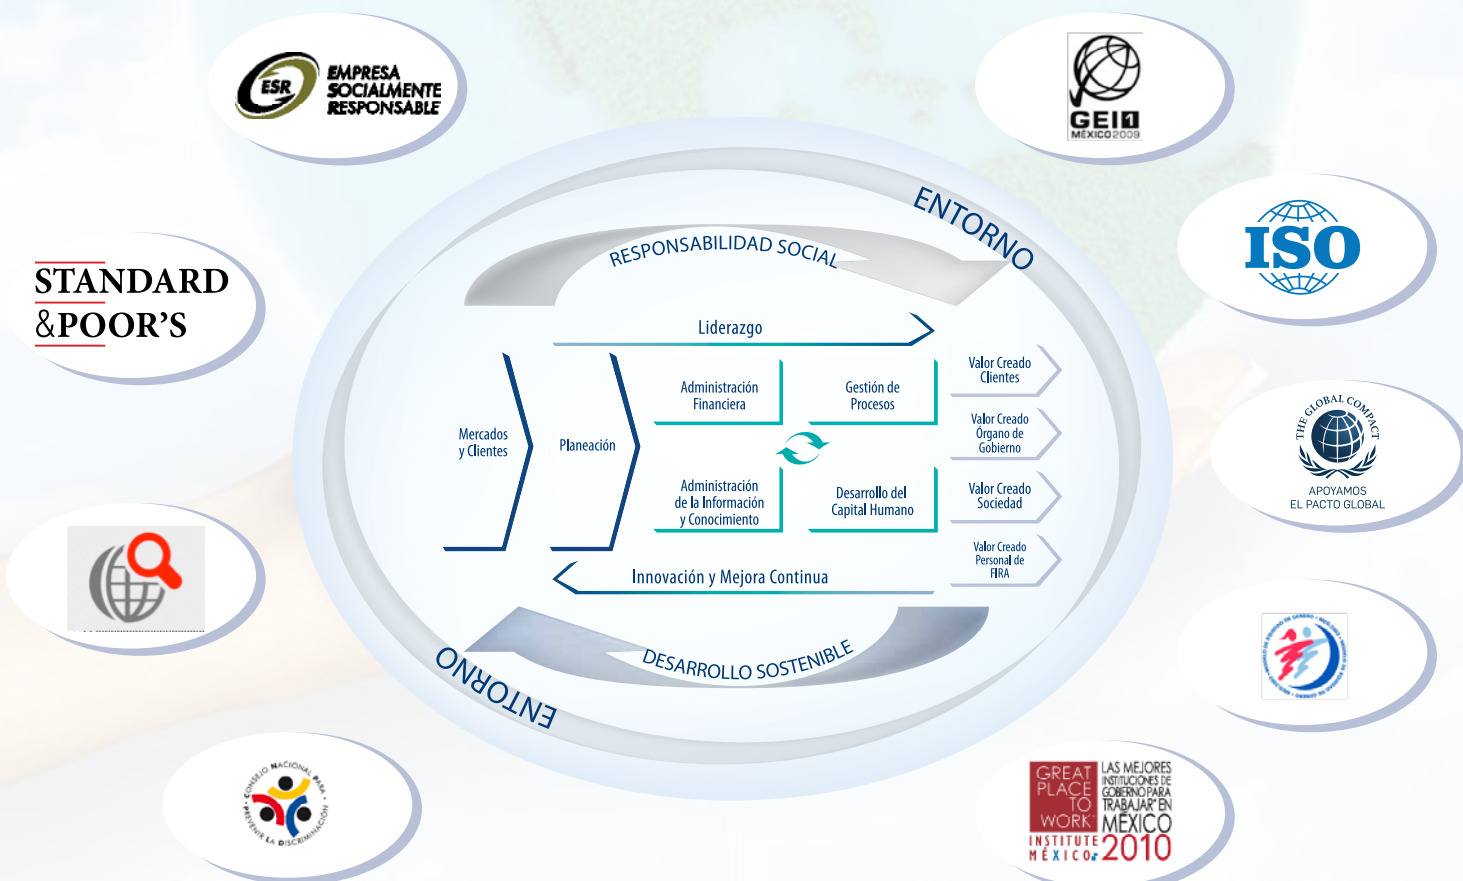 ESR
EMPRESA
SOCIALMENTE
RESPONSABLE
GEI1
MÉXICO2009
ISO
STANDARD
&POOR'S
ENTORNO
RESPONSABILIDAD SOCIAL
Liderazgo
Mercados
y Clientes
Planeación
Administración
Financiera
Gestión de
Procesos
Administración
de la Información
y Conocimiento
Desarrollo del
Capital Humano
Valor Creado
Clientes
Valor Creado
Órgano de
Gobierno
Valor Creado
Sociedad
Valor Creado
Personal de
FIRA
Innovación y Mejora Continua
DESARROLLO SOSTENIBLE
ENTORNO
THE GLOBAL COMPACT
APOYAMOS
EL PACTO GLOBAL
CONSEJO NACIONAL PARA
PREVENIR LA DISCRIMINACIÓN
GREAT
PLACE
TO
WORK
INSTITUTE
MÉXICO
LAS MEJORES
INSTITUCIONES DE
GOBIERNO PARA
TRABAJAR EN
MÉXICO
2010